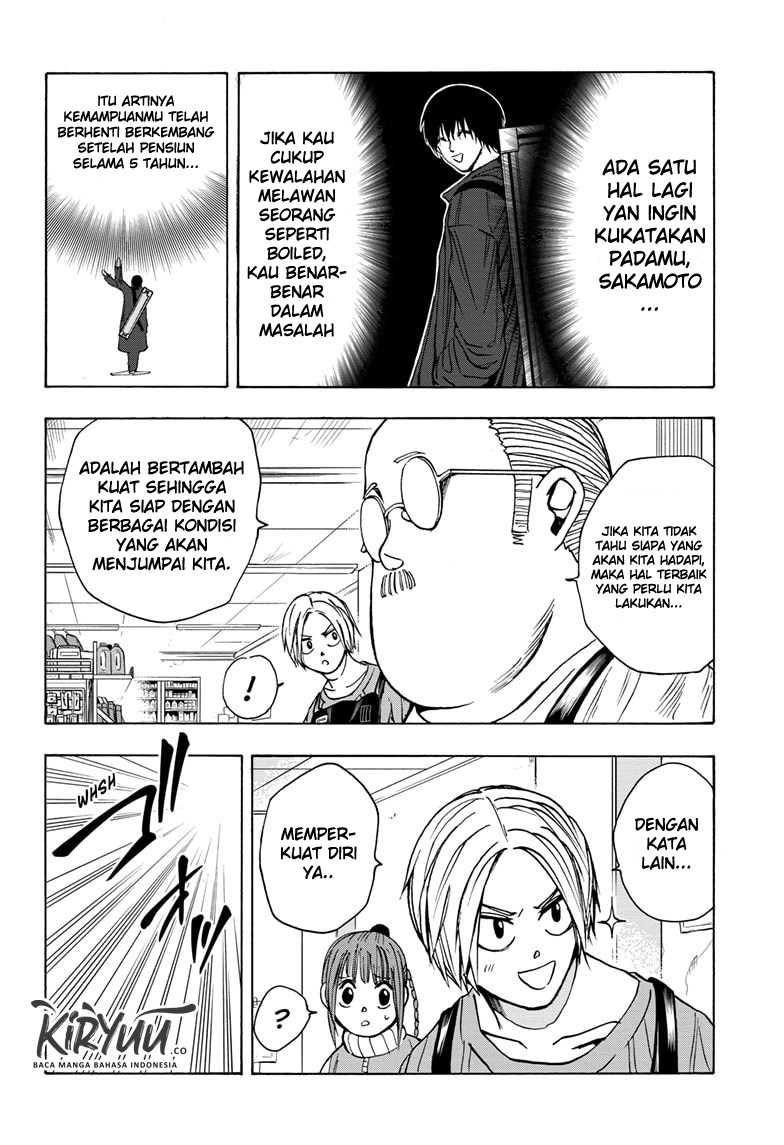 ADA SATU
HAL LAGI
YAN INGIN
KUKATAKAN
PADAMU,
SAKAMOTO
...
JIKA KAU
CUKUP
KEWALAHAN
MELAWAN
SEORANG
SEPERTI
BOILED,
KAU BENAR-
BENAR
DALAM
MASALAH
ITU ARTINYA
KEMAMPUANMU TELAH
BERHENTI BERKEMBANG
SETELAH PENSIUN
SELAMA 5 TAHUN...
JIKA KITA TIDAK
TAHU SIAPA YANG
AKAN KITA HADAPI,
MAKA HAL TERBAIK
YANG PERLU KITA
LAKUKAN...
ADALAH BERTAMBAH
KUAT SEHINGGA
KITA SIAP DENGAN
BERBAGAI KONDISI
YANG AKAN
MENJUMPAI KITA.
!
DENGAN
KATA
LAIN...
MEMPER-
KUAT DIRI
YA..
?
WHSH
KIRYUU.CO
BACA MANGA BAHASA INDONESIA